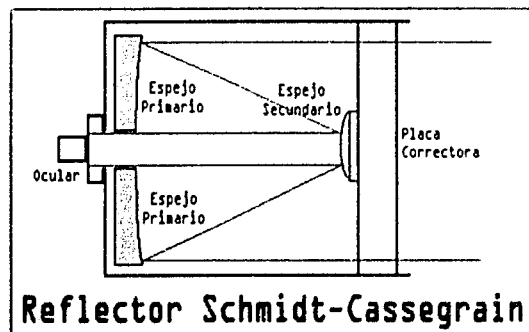 Espejo
Primario
Espejo
Secundario
Placa
Correctora
Ocular
Espejo
Primario
Reflector Schmidt-Cassegrain